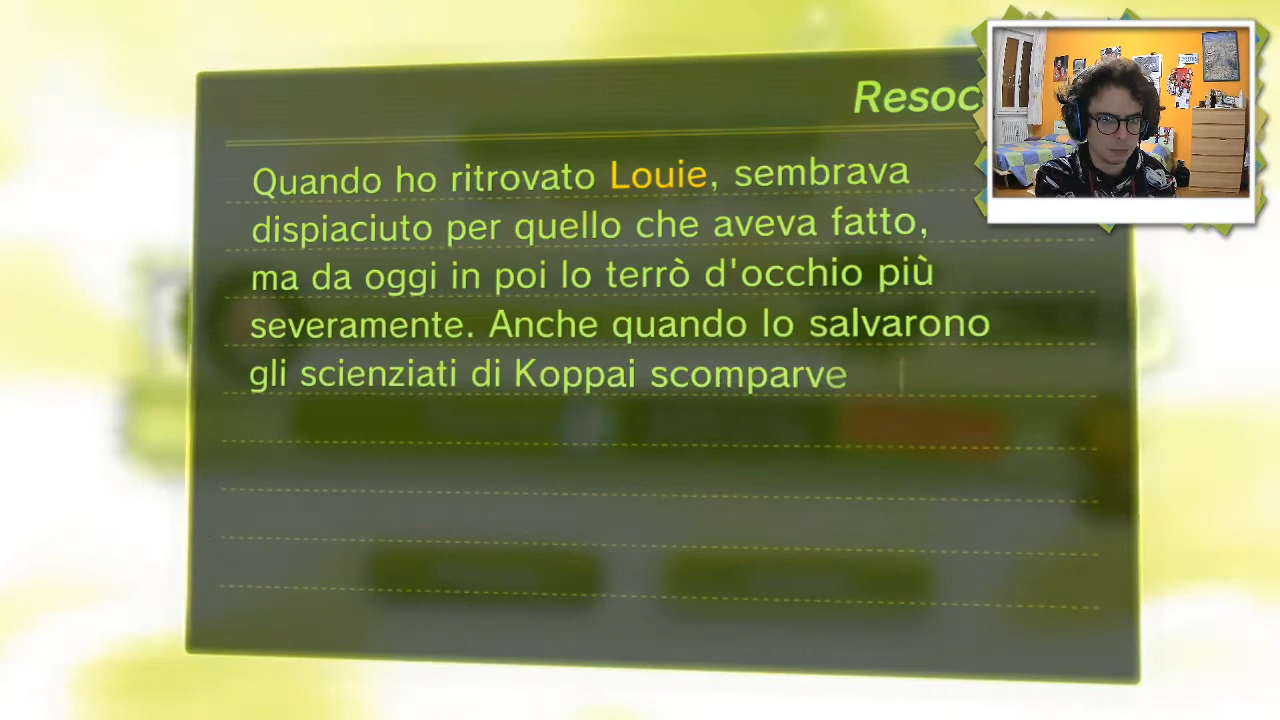 Resoc
Quando ho ritrovato Louie, sembrava
dispiaciuto per quello che aveva fatto,
ma da oggi in poi lo terrò d'occhio più
severamente. Anche quando lo salvarono
gli scienziati di Koppai scomparve